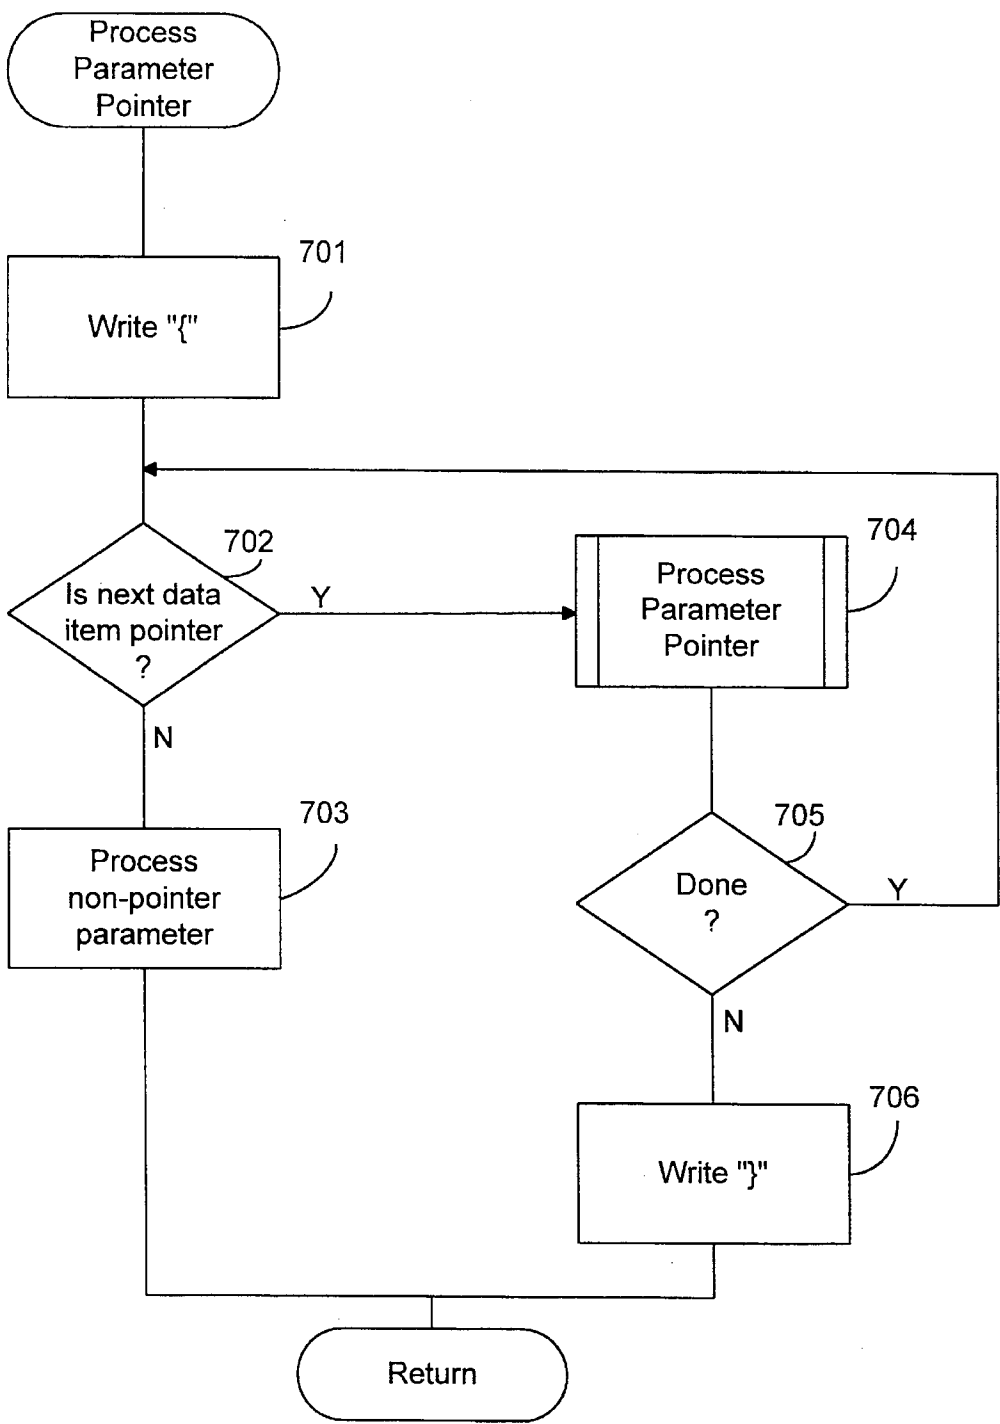 Process
Parameter
Pointer
701
Write "{"
702
Is next data
item pointer
?
Y
N
704
Process
Parameter
Pointer
703
Process
non-pointer
parameter
705
Done
?
Y
N
706
Write "}"
Return